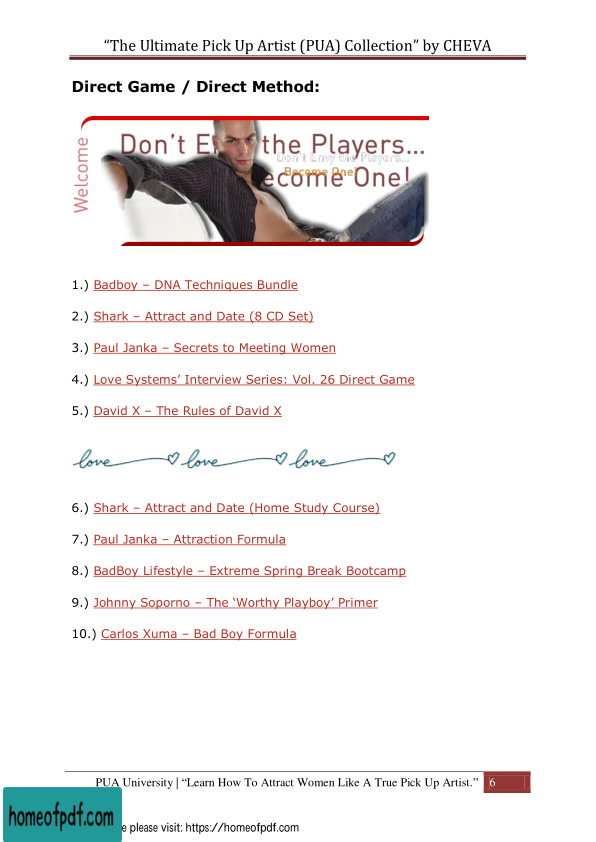 “The Ultimate Pick Up Artist (PUA) Collection” by CHEVA
Direct Game / Direct Method:
Welcome
Don’t E the Players...
Don't Envy the Players...
Become One!
ecome One!
1.) Badboy – DNA Techniques Bundle
2.) Shark – Attract and Date (8 CD Set)
3.) Paul Janka – Secrets to Meeting Women
4.) Love Systems’ Interview Series: Vol. 26 Direct Game
5.) David X – The Rules of David X
love love love
6.) Shark – Attract and Date (Home Study Course)
7.) Paul Janka – Attraction Formula
8.) BadBoy Lifestyle – Extreme Spring Break Bootcamp
9.) Johnny Soporno – The ‘Worthy Playboy’ Primer
10.) Carlos Xuma – Bad Boy Formula
PUA University | “Learn How To Attract Women Like A True Pick Up Artist.” 6
homeofpdf.com
e please visit: https://homeofpdf.com